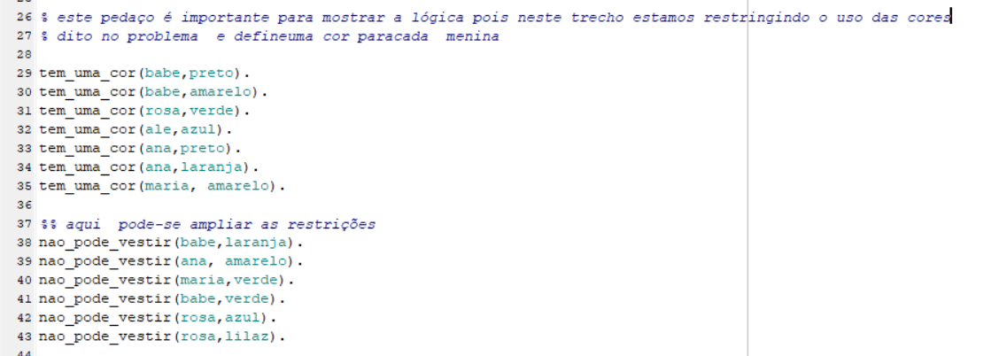 26 % este pedaço é importante para mostrar a lógica pois neste trecho estamos restringindo o uso das cores
27 % dito no problema  e defineuma cor paracada  menina
28
29 tem_uma_cor(babe,preto).
30 tem_uma_cor(babe,amarelo).
31 tem_uma_cor(rosa,verde).
32 tem_uma_cor(ale,azul).
33 tem_uma_cor(ana,preto).
34 tem_uma_cor(ana,laranja).
35 tem_uma_cor(maria, amarelo).
36
37 %% aqui  pode-se ampliar as restrições
38 nao_pode_vestir(babe,laranja).
39 nao_pode_vestir(ana, amarelo).
40 nao_pode_vestir(maria,verde).
41 nao_pode_vestir(babe,verde).
42 nao_pode_vestir(rosa,azul).
43 nao_pode_vestir(rosa,lilaz).